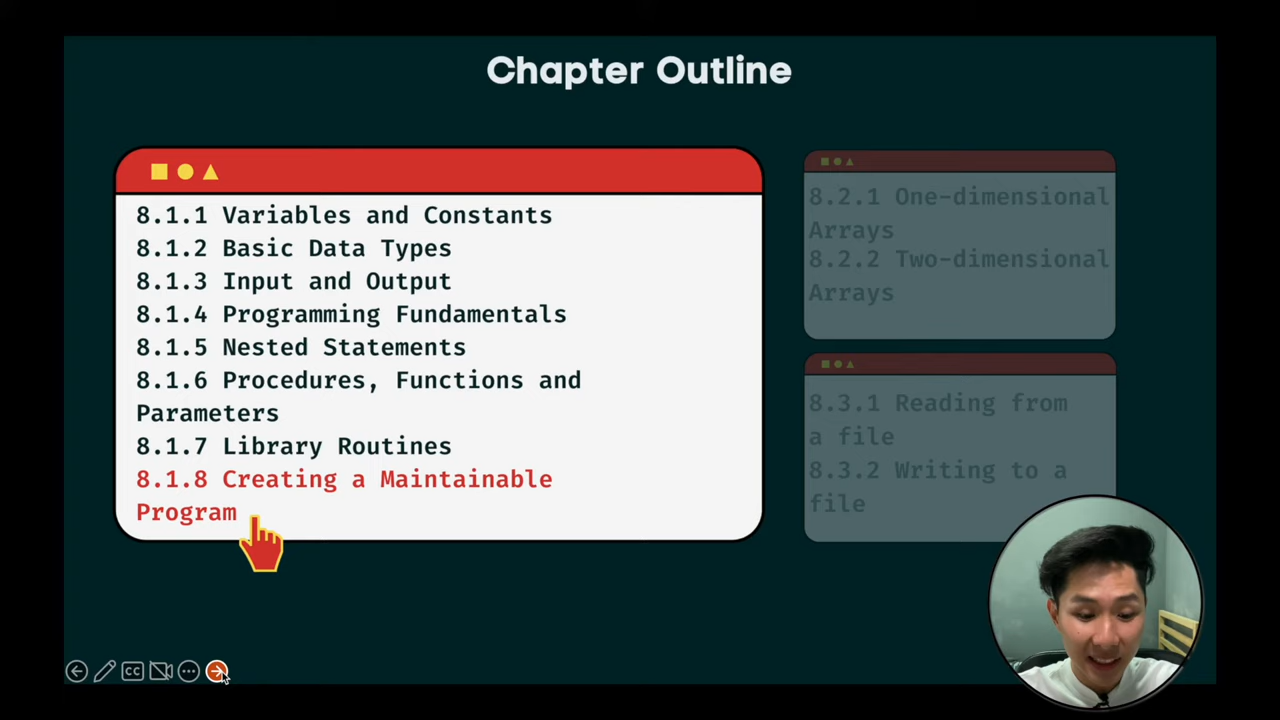 Chapter Outline
8.1.1 Variables and Constants
8.1.2 Basic Data Types
8.1.3 Input and Output
8.1.4 Programming Fundamentals
8.1.5 Nested Statements
8.1.6 Procedures, Functions and
Parameters
8.1.7 Library Routines
8.1.8 Creating a Maintainable
Program
8.2.1 One-dimensional
Arrays
8.2.2 Two-dimensional
Arrays
8.3.1 Reading from
a file
8.3.2 Writing to a
file
CC